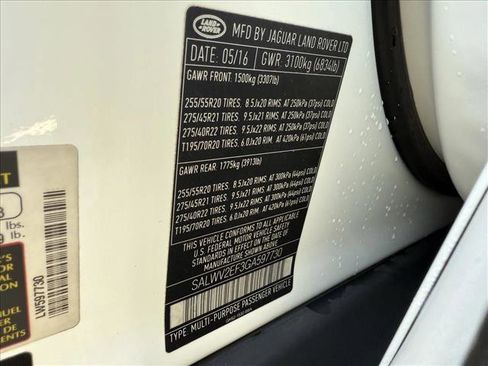 LAND ROVER
MFD BY JAGUAR LAND ROVER LTD
DATE: 05/16 GWR: 3100kg (6834lb)
GAWR FRONT: 1500kg (3307lb)
255/55R20 TIRES. 8.5Jx20 RIMS. AT 250kPa (37psi) COLD
275/45R21 TIRES. 9.5Jx21 RIMS. AT 250kPa (37psi) COLD
275/40R22 TIRES. 9.5Jx22 RIMS. AT 250kPa (37psi) COLD
T195/70R20 TIRES. 6.0Jx20 RIM. AT 420kPa (61psi) COLD
GAWR REAR: 1775kg (3913lb)
255/55R20 TIRES. 8.5Jx20 RIMS. AT 300kPa (44psi) COLD
275/45R21 TIRES. 9.5Jx21 RIMS. AT 300kPa (44psi) COLD
275/40R22 TIRES. 9.5Jx22 RIMS. AT 300kPa (44psi) COLD
T195/70R20 TIRES. 6.0Jx20 RIM. AT 420kPa (61psi) COLD
THIS VEHICLE CONFORMS TO ALL APPLICABLE
U.S. FEDERAL MOTOR VEHICLE SAFETY
STANDARDS IN EFFECT ON THE DATE OF
MANUFACTURE SHOWN ABOVE
SALWV2EF3GA597730
TYPE: MULTI-PURPOSE PASSENGER VEHICLE
lbs.
lb.
LW597730